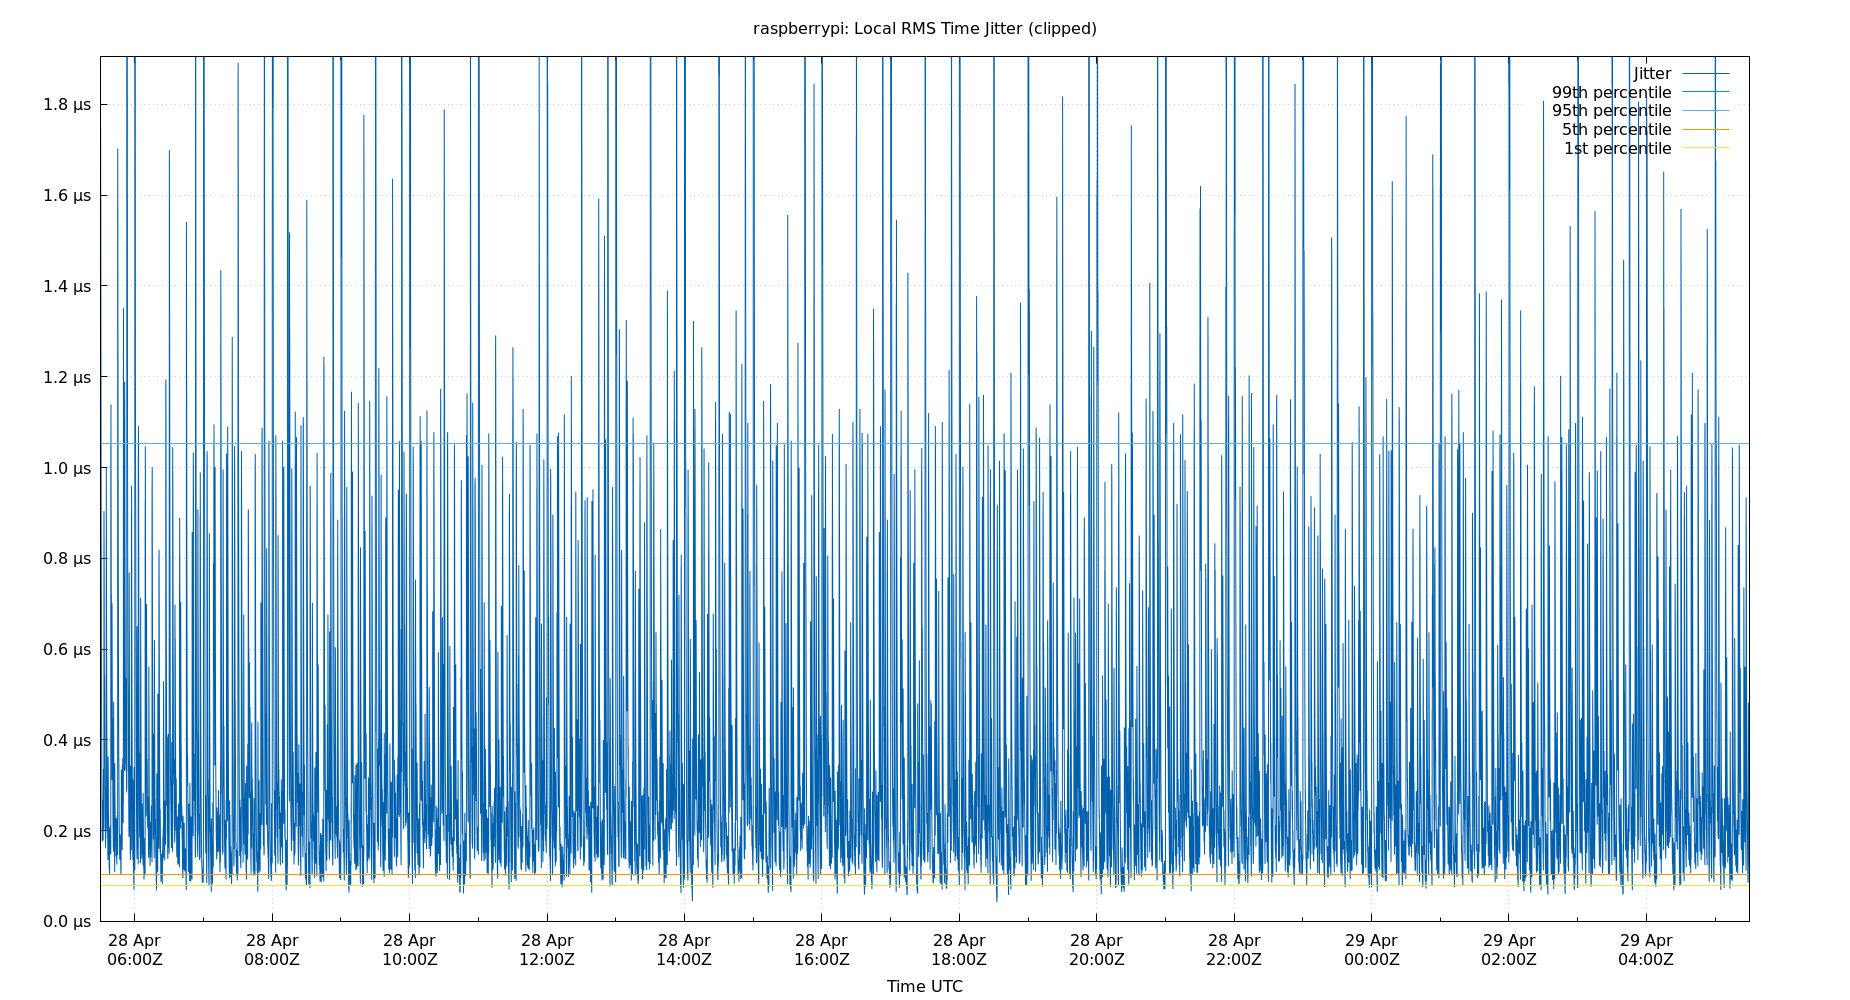 raspberrypi: Local RMS Time Jitter (clipped)
Jitter
99th percentile
95th percentile
5th percentile
1st percentile
1.8 µs
1.6 µs
1.4 µs
1.2 µs
1.0 µs
0.8 µs
0.6 µs
0.4 µs
0.2 µs
0.0 µs
28 Apr 28 Apr 28 Apr 28 Apr 28 Apr 28 Apr 28 Apr 28 Apr 28 Apr 29 Apr 29 Apr 29 Apr
06:00Z 08:00Z 10:00Z 12:00Z 14:00Z 16:00Z 18:00Z 20:00Z 22:00Z 00:00Z 02:00Z 04:00Z
Time UTC